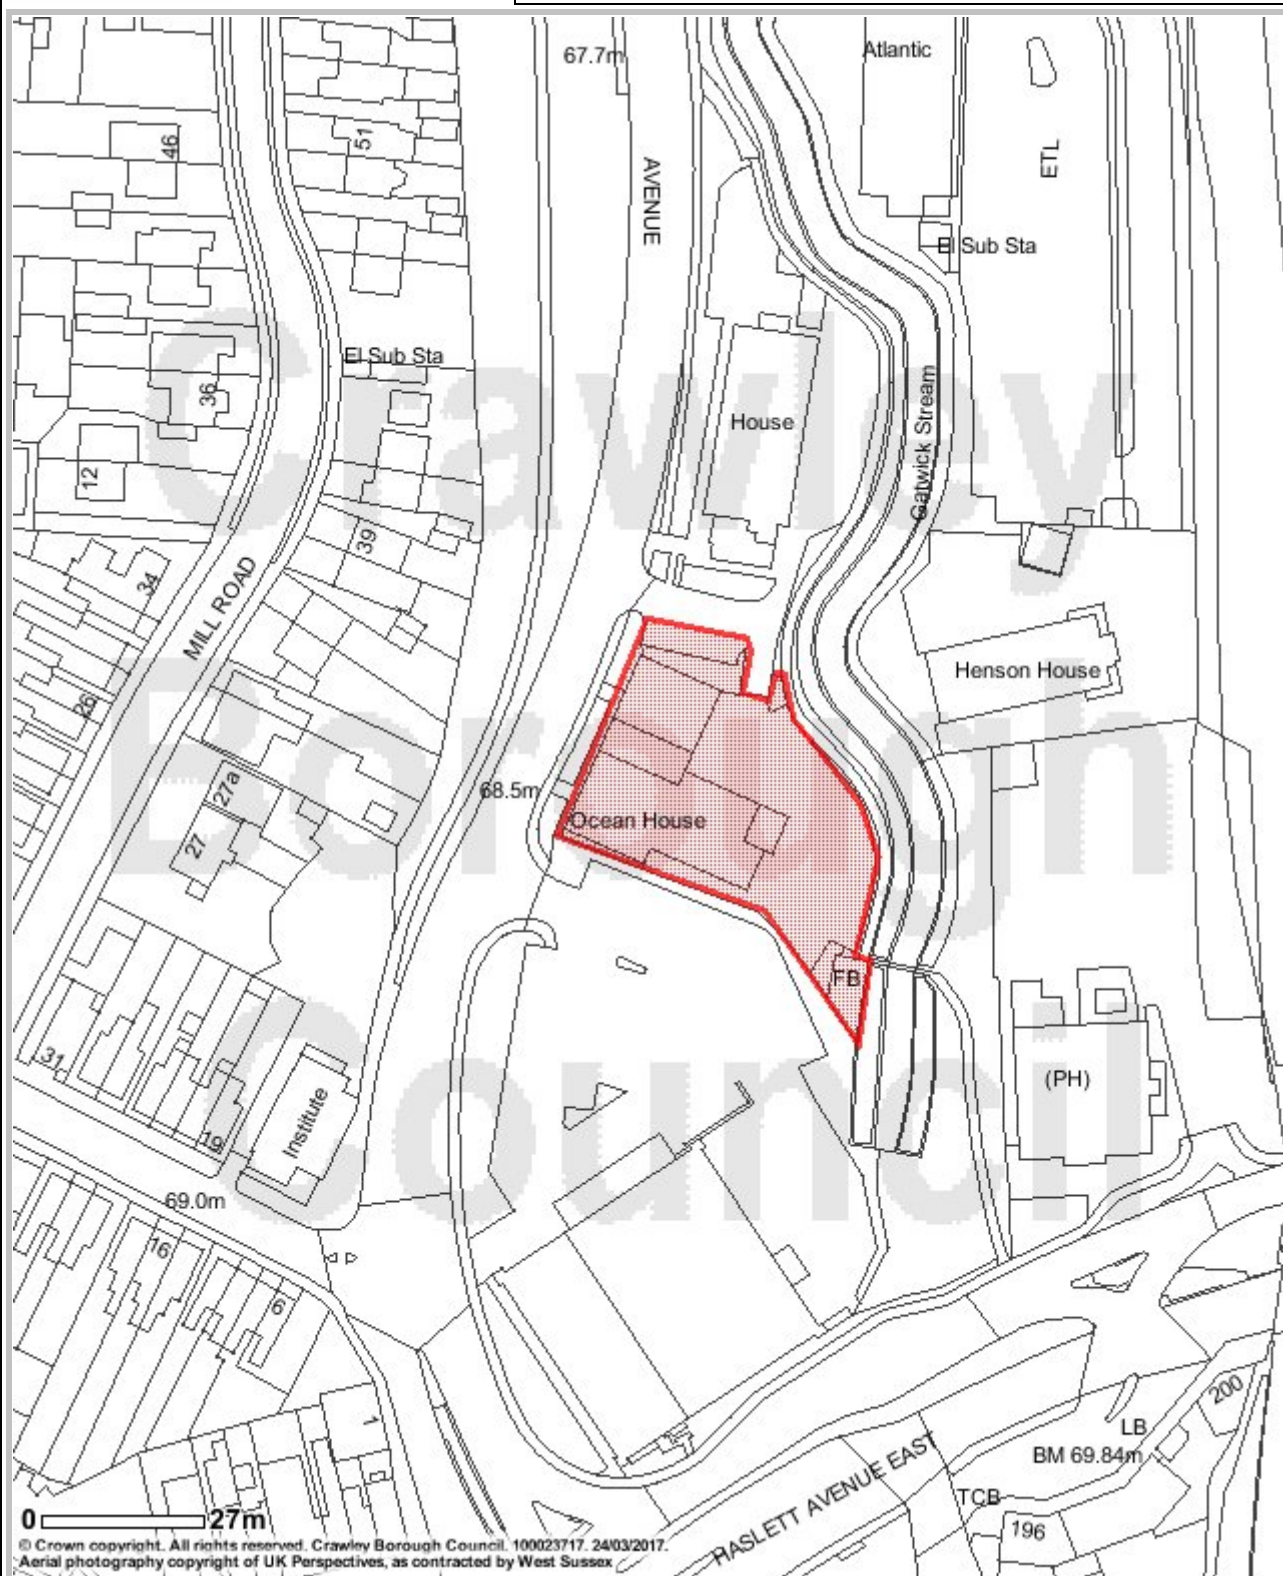 67.7m
Atlantic
46
51
AVENUE
ETL
El Sub Sta
El Sub Sta
36
House
Gatwick Stream
12
39
34
MILL ROAD
Henson House
26
27a
68.5m
Ocean House
27
FB
31
(PH)
Institute
19
69.0m
16
6
1
200
LB
BM 69.84m
HASLETT AVENUE EAST
TCB
196
Crawley
Borough
Council
0 27m
© Crown copyright. All rights reserved. Crawley Borough Council. 100023717. 24/03/2017.
Aerial photography copyright of UK Perspectives, as contracted by West Sussex